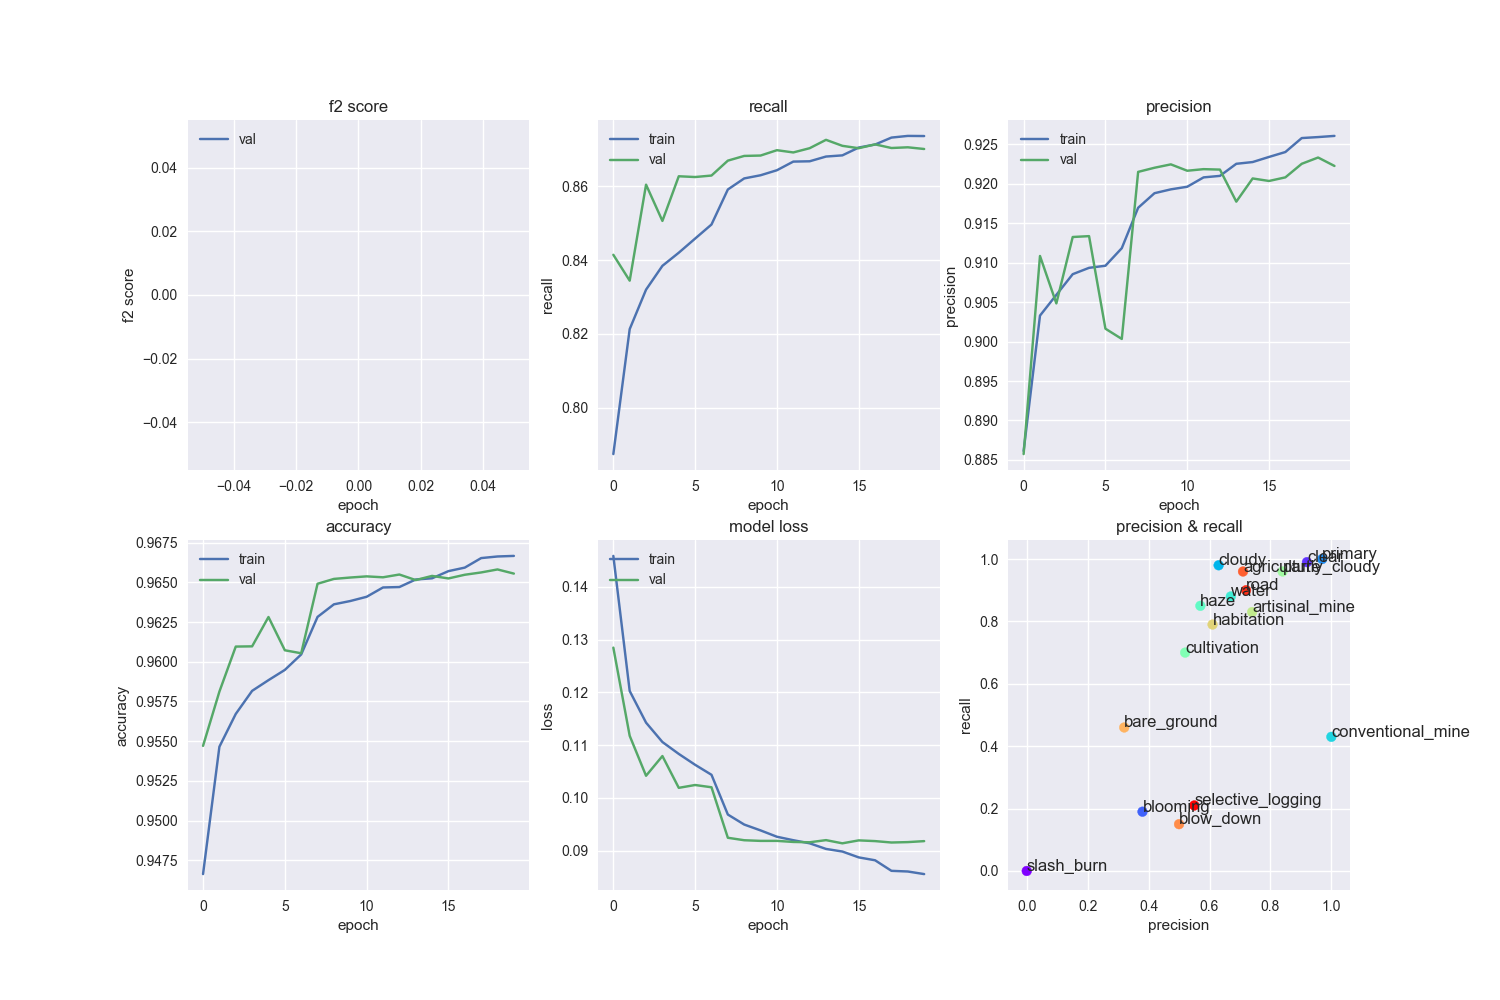 f2 score
val
0.04
0.02
0.00
−0.02
−0.04
f2 score
−0.04
−0.02
0.00
0.02
0.04
epoch
recall
train
val
0.86
0.84
0.82
0.80
recall
0
5
10
15
epoch
precision
train
val
0.925
0.920
0.915
0.910
0.905
0.900
0.895
0.890
0.885
precision
0
5
10
15
epoch
accuracy
train
val
0.9675
0.9650
0.9625
0.9600
0.9575
0.9550
0.9525
0.9500
0.9475
accuracy
0
5
10
15
epoch
model loss
train
val
0.14
0.13
0.12
0.11
0.10
0.09
loss
0
5
10
15
epoch
precision & recall
1.0
0.8
0.6
0.4
0.2
0.0
recall
primary
clear
cloudy
agriculture
partly_cloudy
road
water
haze
artisinal_mine
habitation
cultivation
bare_ground
conventional_mine
selective_logging
blooming
blow_down
slash_burn
0.0
0.2
0.4
0.6
0.8
1.0
precision